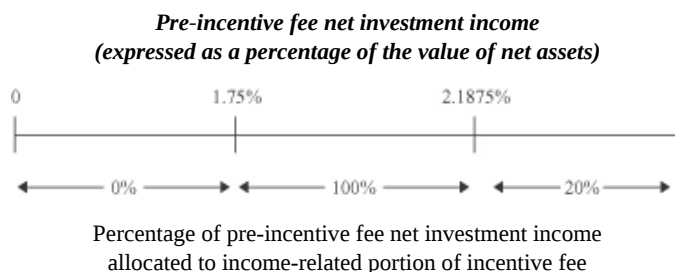 Pre-incentive fee net investment income
(expressed as a percentage of the value of net assets)
0 1.75% 2.1875%
0% 100% 20%
Percentage of pre-incentive fee net investment income
allocated to income-related portion of incentive fee